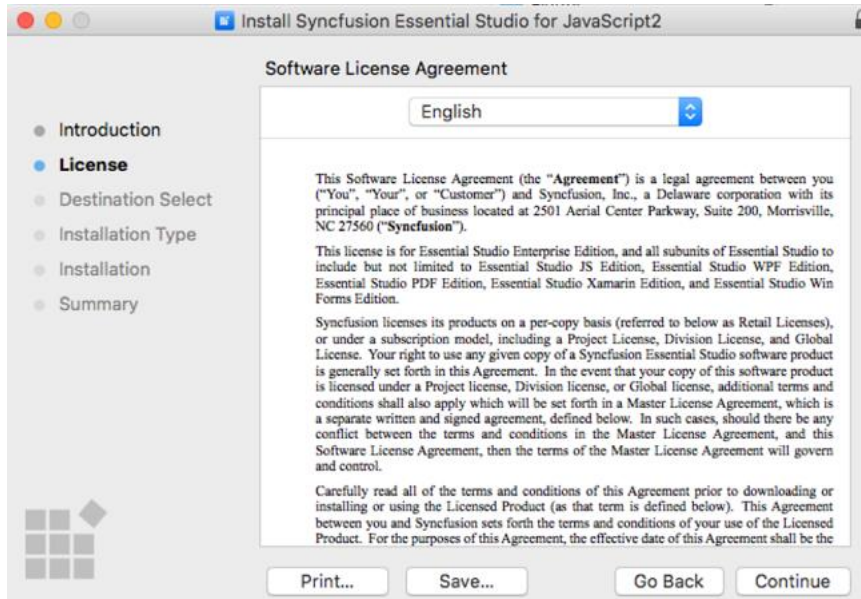 Install Syncfusion Essential Studio for JavaScript2
Software License Agreement
English
Introduction
License
Destination Select
Installation Type
Installation
Summary
This Software License Agreement (the “Agreement”) is a legal agreement between you
(“You”, “Your”, or “Customer”) and Syncfusion, Inc., a Delaware corporation with its
principal place of business located at 2501 Aerial Center Parkway, Suite 200, Morrisville,
NC 27560 (“Syncfusion”).
This license is for Essential Studio Enterprise Edition, and all subunits of Essential Studio to
include but not limited to Essential Studio JS Edition, Essential Studio WPF Edition,
Essential Studio PDF Edition, Essential Studio Xamarin Edition, and Essential Studio Win
Forms Edition.
Syncfusion licenses its products on a per-copy basis (referred to below as Retail Licenses),
or under a subscription model, including a Project License, Division License, and Global
License. Your right to use any given copy of a Syncfusion Essential Studio software product
is generally set forth in this Agreement. In the event that your copy of this software product
is licensed under a Project license, Division license, or Global license, additional terms and
conditions shall also apply which will be set forth in a Master License Agreement, which is
a separate written and signed agreement, defined below. In such cases, should there be any
conflict between the terms and conditions in the Master License Agreement, and this
Software License Agreement, then the terms of the Master License Agreement will govern
and control.
Carefully read all of the terms and conditions of this Agreement prior to downloading or
installing or using the Licensed Product (as that term is defined below). This Agreement
between you and Syncfusion sets forth the terms and conditions of your use of the Licensed
Product. For the purposes of this Agreement, the effective date of this Agreement shall be the
Print... Save... Go Back Continue